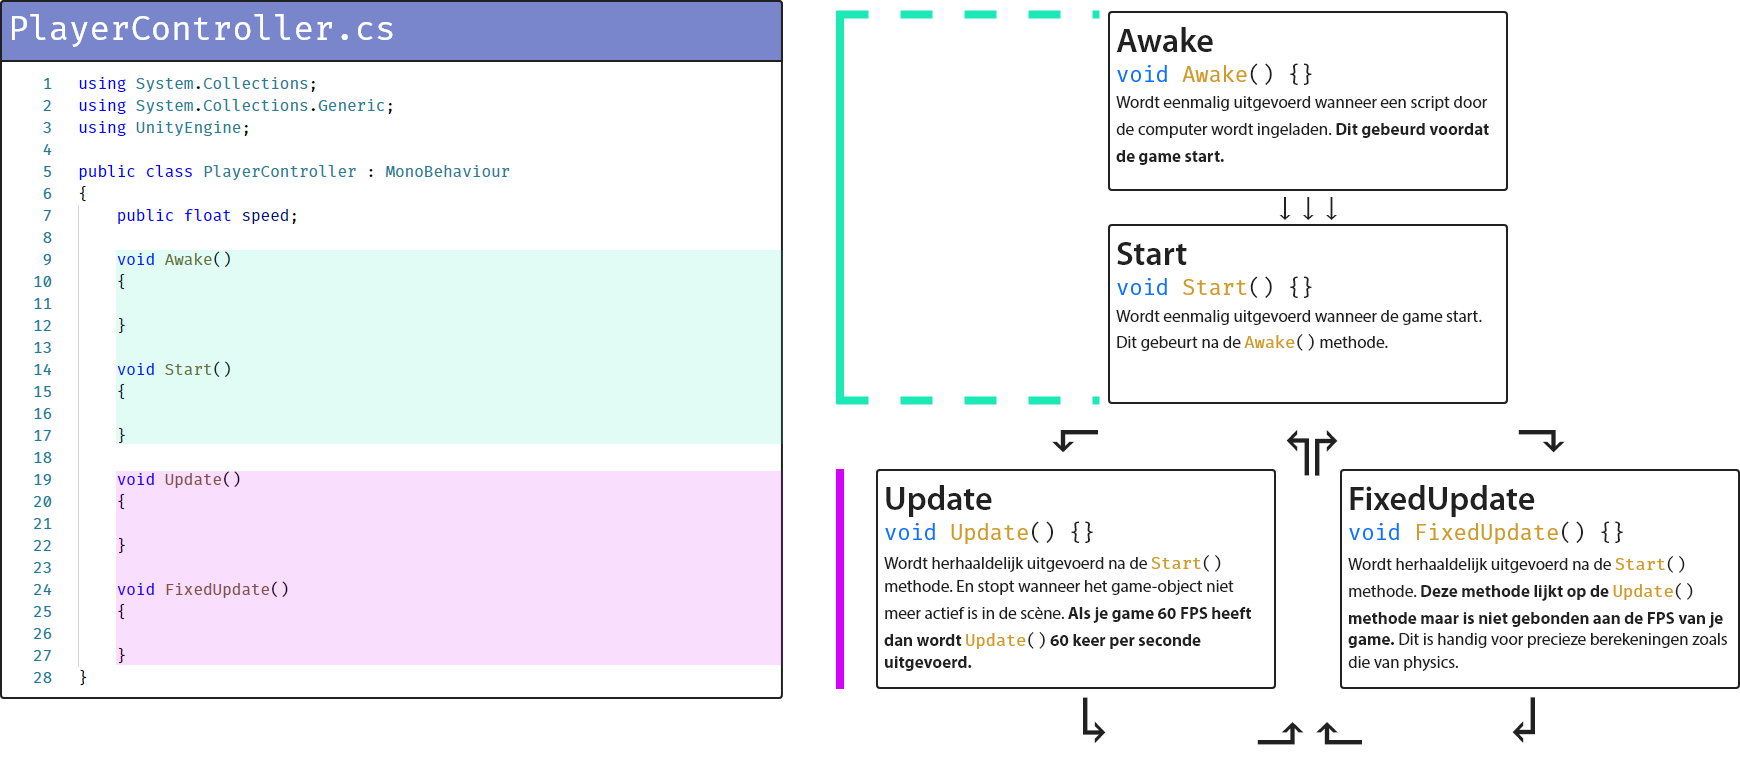 PlayerController.cs
1 using System.Collections;
2 using System.Collections.Generic;
3 using UnityEngine;
4
5 public class PlayerController : MonoBehaviour
6 {
7 public float speed;
8
9 void Awake()
10 {
11
12 }
13
14 void Start()
15 {
16
17 }
18
19 void Update()
20 {
21
22 }
23
24 void FixedUpdate()
25 {
26
27 }
28 }
Awake
void Awake() {}
Wordt eenmalig uitgevoerd wanneer een script door
de computer wordt ingeladen. Dit gebeurd voordat
de game start.
Start
void Start() {}
Wordt eenmalig uitgevoerd wanneer de game start.
Dit gebeurt na de Awake() methode.
Update
void Update() {}
Wordt herhaaldelijk uitgevoerd na de Start()
methode. En stopt wanneer het game-object niet
meer actief is in de scène. Als je game 60 FPS heeft
dan wordt Update() 60 keer per seconde
uitgevoerd.
FixedUpdate
void FixedUpdate() {}
Wordt herhaaldelijk uitgevoerd na de Start()
methode. Deze methode lijkt op de Update()
methode maar is niet gebonden aan de FPS van je
game. Dit is handig voor precieze berekeningen zoals
die van physics.